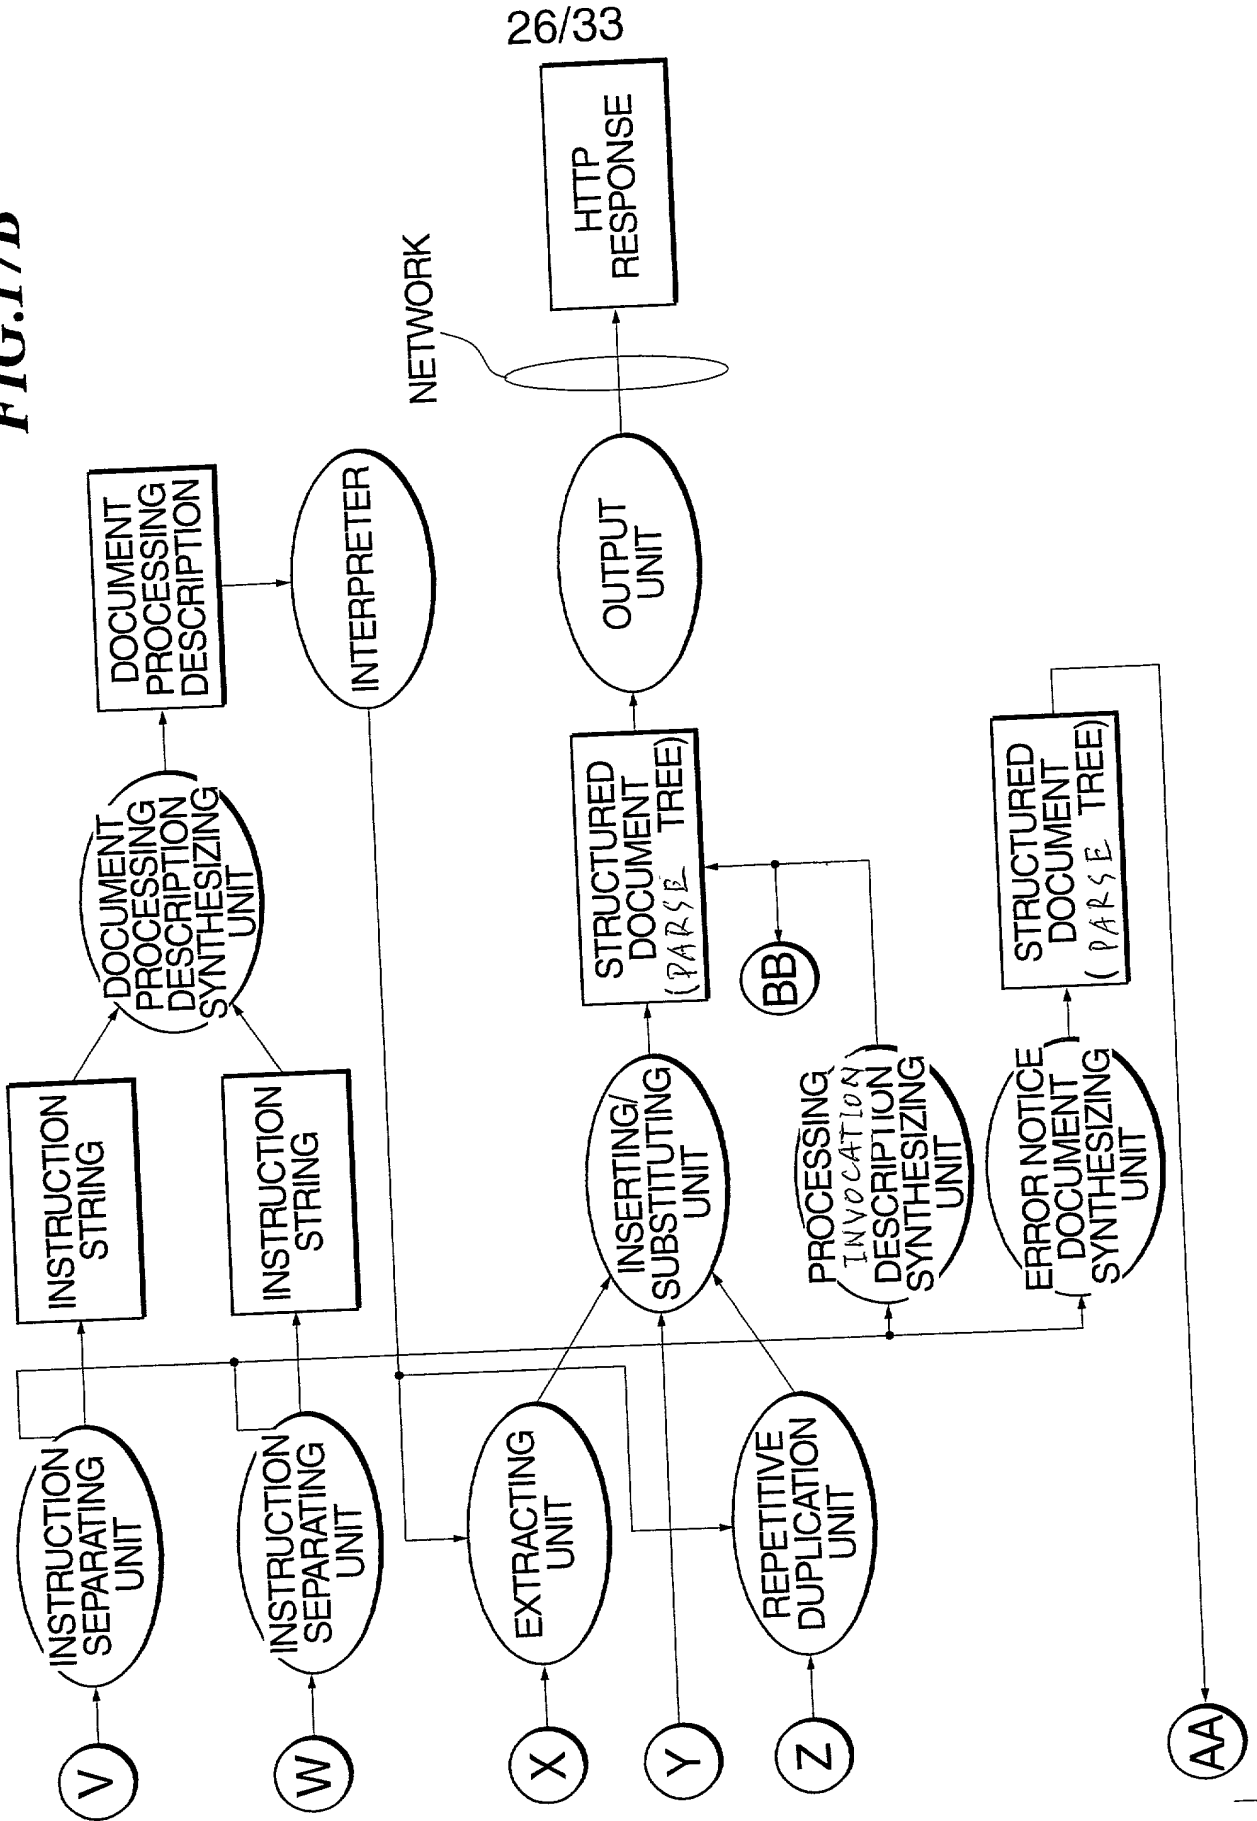 26/33
FIG.17B
V
INSTRUCTION
SEPARATING
UNIT
INSTRUCTION
STRING
DOCUMENT
PROCESSING
DESCRIPTION
SYNTHESIZING
UNIT
DOCUMENT
PROCESSING
DESCRIPTION
W
INSTRUCTION
SEPARATING
UNIT
INSTRUCTION
STRING
INTERPRETER
NETWORK
X
EXTRACTING
UNIT
Y
INSERTING/
SUBSTITUTING
UNIT
STRUCTURED
DOCUMENT
(PARSE TREE)
OUTPUT
UNIT
HTTP
RESPONSE
Z
REPETITIVE
DUPLICATION
UNIT
BB
PROCESSING
INVOCATION
DESCRIPTION
SYNTHESIZING
UNIT
ERROR NOTICE
DOCUMENT
SYNTHESIZING
UNIT
STRUCTURED
DOCUMENT
(PARSE TREE)
AA